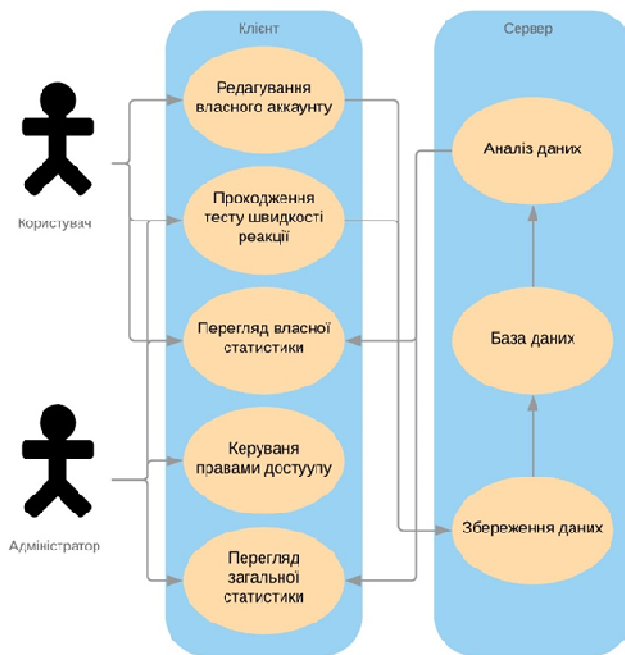 Клієнт
Сервер
Редагування
власного аккаунту
Аналіз даних
Користувач
Проходження
тесту швидкості
реакції
Перегляд власної
статистики
База даних
Адміністратор
Керуваня
правами достуупу
Збереження даних
Перегляд
загальної
статистики